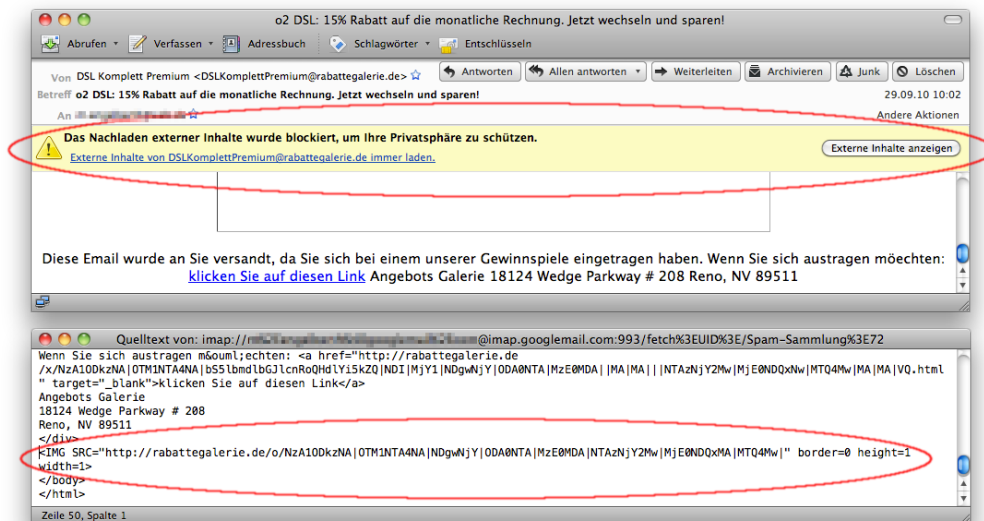 o2 DSL: 15% Rabatt auf die monatliche Rechnung. Jetzt wechseln und sparen!
Abrufen Verfassen Adressbuch Schlagwörter Entschlüsseln
Von DSL Komplett Premium <DSLKomplettPremium@rabattegalerie.de> Antworten Allen antworten Weiterleiten Archivieren Junk Löschen
Betreff o2 DSL: 15% Rabatt auf die monatliche Rechnung. Jetzt wechseln und sparen! 29.09.10 10:02
An Andere Aktionen
Das Nachladen externer Inhalte wurde blockiert, um Ihre Privatsphäre zu schützen.
Externe Inhalte von DSLKomplettPremium@rabattegalerie.de immer laden. Externe Inhalte anzeigen
Diese Email wurde an Sie versandt, da Sie sich bei einem unserer Gewinnspiele eingetragen haben. Wenn Sie sich austragen möechten:
klicken Sie auf diesen Link Angebots Galerie 18124 Wedge Parkway # 208 Reno, NV 89511
Quelltext von: imap:// @imap.googlemail.com:993/fetch%3EUID%3E/Spam-Sammlung%3E72
Wenn Sie sich austragen m&ouml;echten: <a href="http://rabattegalerie.de
/x/NzA1ODkzNA|OTM1NTA4NA|bS5lbmdlbGJlcnRoQHdlYi5kZQ|NDI|MjY1|NDgwNjY|ODA0NTA|MzE0MDA||MA|MA|||NTAzNjY2Mw|MjE0NDQxNw|MTQ4Mw|MA|MA|VQ.html
" target="_blank">klicken Sie auf diesen Link</a>
Angebots Galerie
18124 Wedge Parkway # 208
Reno, NV 89511
</div>
<IMG SRC="http://rabattegalerie.de/o/NzA1ODkzNA|OTM1NTA4NA|NDgwNjY|ODA0NTA|MzE0MDA|NTAzNjY2Mw|MjE0NDQxMA|MTQ4Mw|" border=0 height=1
width=1>
</body>
</html>
Zeile 50, Spalte 1